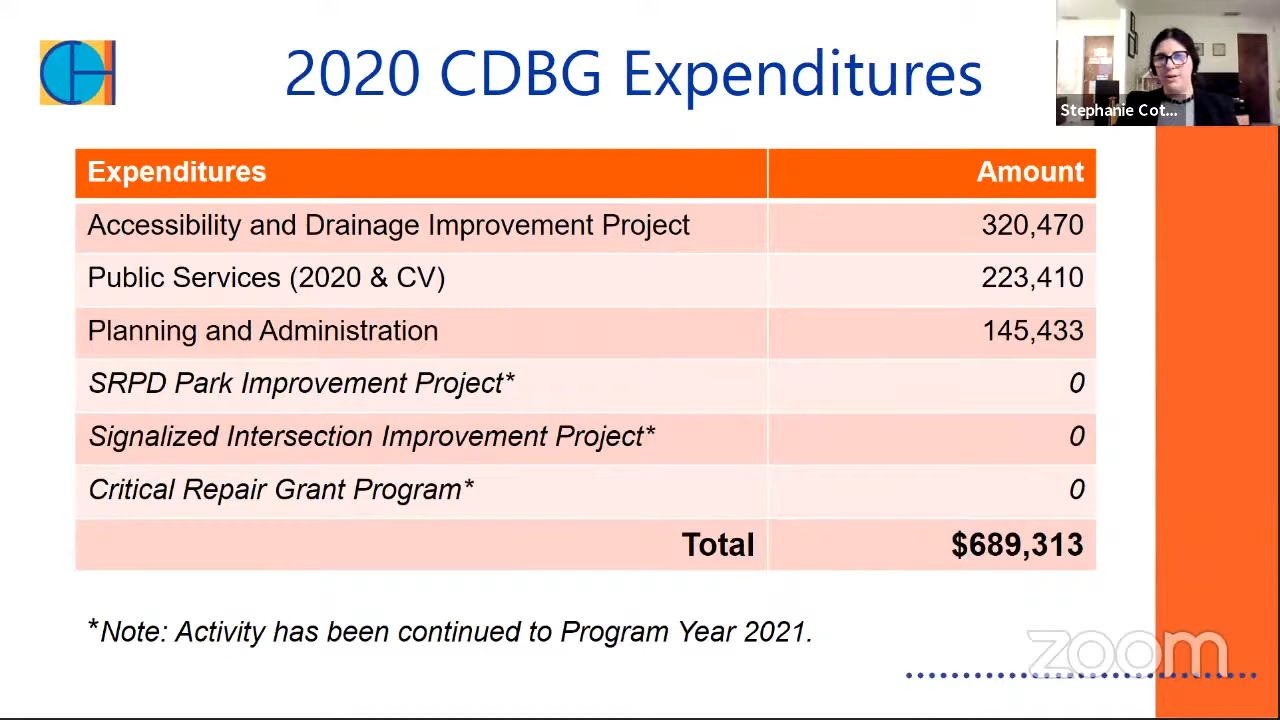 2020 CDBG Expenditures
Stephanie Cot...
Expenditures Amount
Accessibility and Drainage Improvement Project 320,470
Public Services (2020 & CV) 223,410
Planning and Administration 145,433
SRPD Park Improvement Project* 0
Signalized Intersection Improvement Project* 0
Critical Repair Grant Program* 0
Total $689,313
*Note: Activity has been continued to Program Year 2021.
zoom